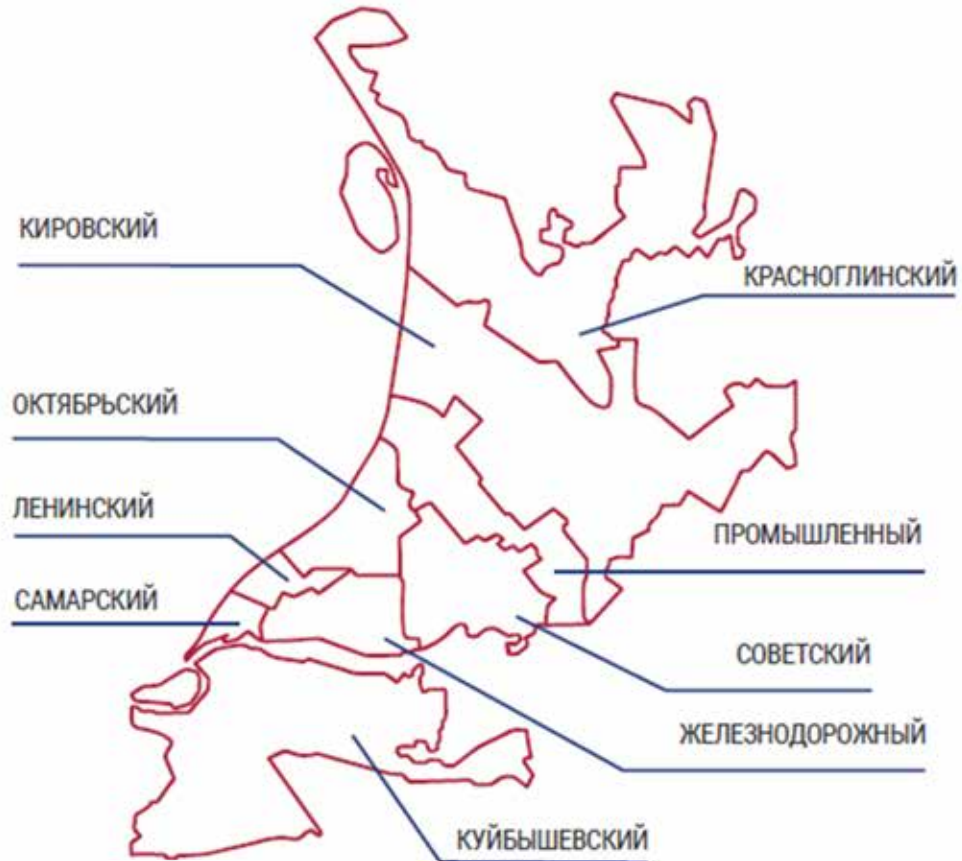 КИРОВСКИЙ
КРАСНОГЛИНСКИЙ
ОКТЯБРЬСКИЙ
ЛЕНИНСКИЙ
ПРОМЫШЛЕННЫЙ
САМАРСКИЙ
СОВЕТСКИЙ
ЖЕЛЕЗНОДОРОЖНЫЙ
КУЙБЫШЕВСКИЙ